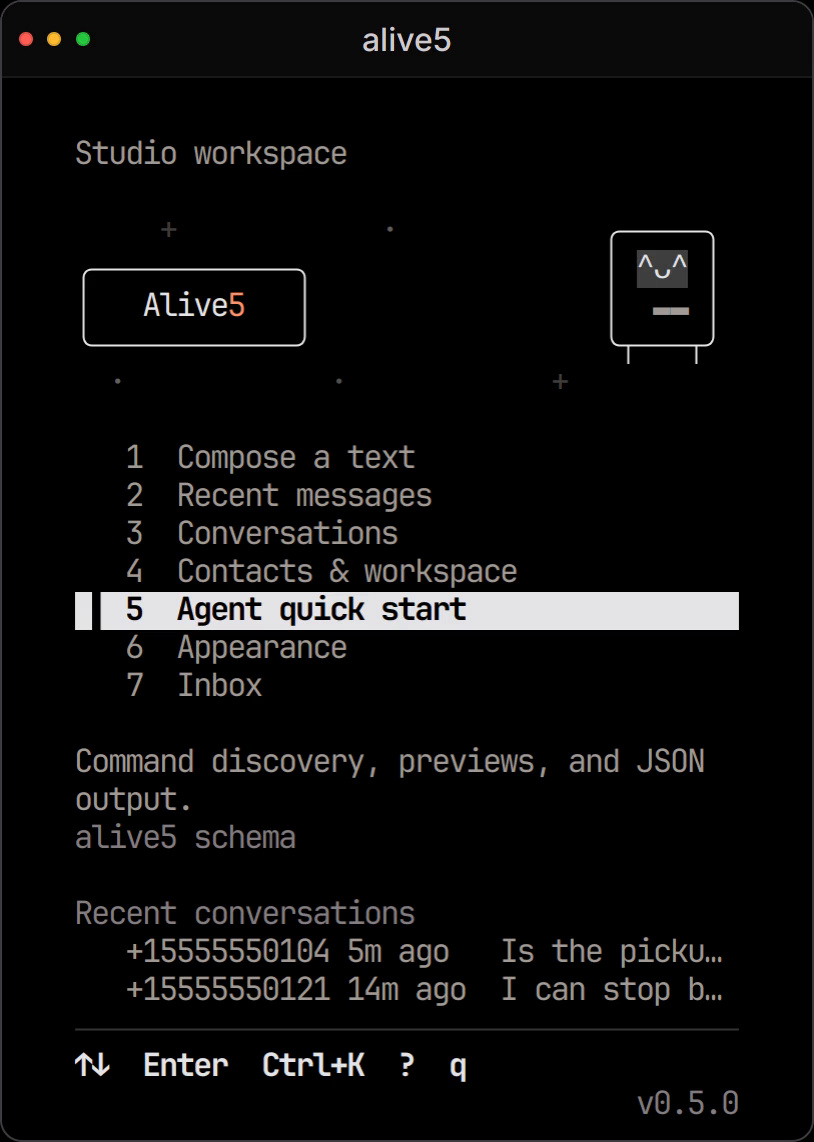 alive5
Studio workspace
Alive5
^◡^
1 Compose a text
2 Recent messages
3 Conversations
4 Contacts & workspace
5 Agent quick start
6 Appearance
7 Inbox
Command discovery, previews, and JSON
output.
alive5 schema
Recent conversations
+15555550104 5m ago Is the picku…
+15555550121 14m ago I can stop b…
↑↓ Enter Ctrl+K ? q
v0.5.0